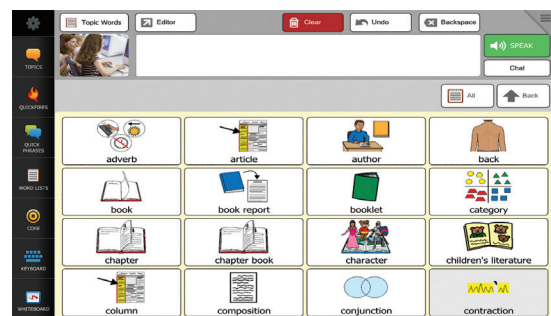 Topic Words Editor Clear Undo Backspace
SPEAK
TOPICS
Chat
QUICKFIRES
All Back
QUICK
PHRASES
adverb article author back
WORD LISTS
book book report booklet category
CORE
chapter chapter book character children's literature
KEYBOARD
column composition conjunction contraction
WHITEBOARD